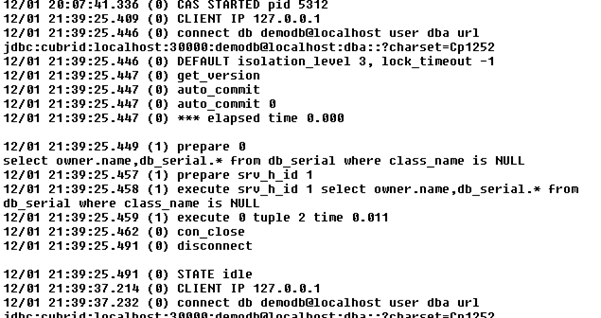 12/01 20:07:41.336 (0) CAS STARTED pid 5312
12/01 21:39:25.409 (0) CLIENT IP 127.0.0.1
12/01 21:39:25.446 (0) connect db demodb@localhost user dba url
jdbc:cubrid:localhost:30000:demodb@localhost:dba::?charset=Cp1252
12/01 21:39:25.446 (0) DEFAULT isolation_level 3, lock_timeout -1
12/01 21:39:25.447 (0) get_version
12/01 21:39:25.447 (0) auto_commit
12/01 21:39:25.447 (0) auto_commit 0
12/01 21:39:25.447 (0) *** elapsed time 0.000
12/01 21:39:25.449 (1) prepare 0
select owner.name,db_serial.* from db_serial where class_name is NULL
12/01 21:39:25.457 (1) prepare srv_h_id 1
12/01 21:39:25.458 (1) execute srv_h_id 1 select owner.name,db_serial.* from
db_serial where class_name is NULL
12/01 21:39:25.459 (1) execute 0 tuple 2 time 0.011
12/01 21:39:25.462 (0) con_close
12/01 21:39:25.491 (0) disconnect
12/01 21:39:25.491 (0) STATE idle
12/01 21:39:37.214 (0) CLIENT IP 127.0.0.1
12/01 21:39:37.232 (0) connect db demodb@localhost user dba url
jdbc:cubrid:localhost:30000:demodb@localhost:dba::?charset=Cp1252